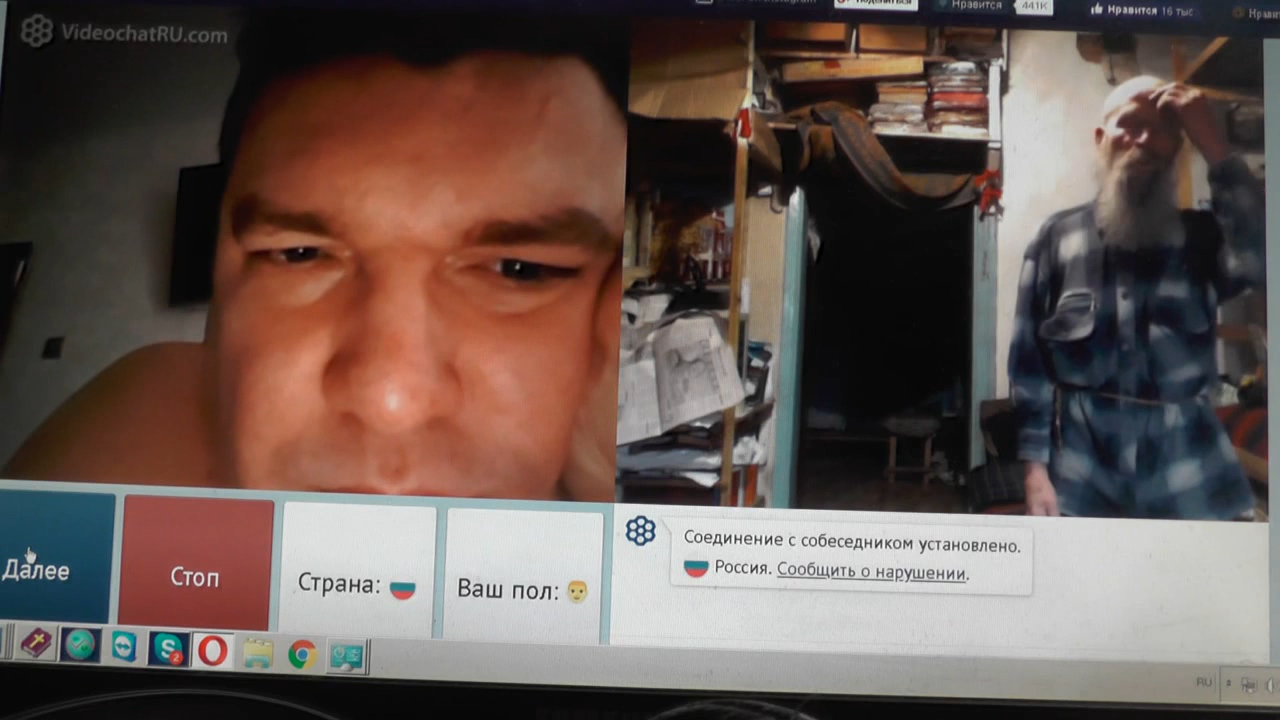 VideochatRU.com
Нравится
441K
Нравится 16 тыс
Далее
Стоп
Страна:
Ваш пол:
Соединение с собеседником установлено.
Россия. Сообщить о нарушении.
S 2
RU